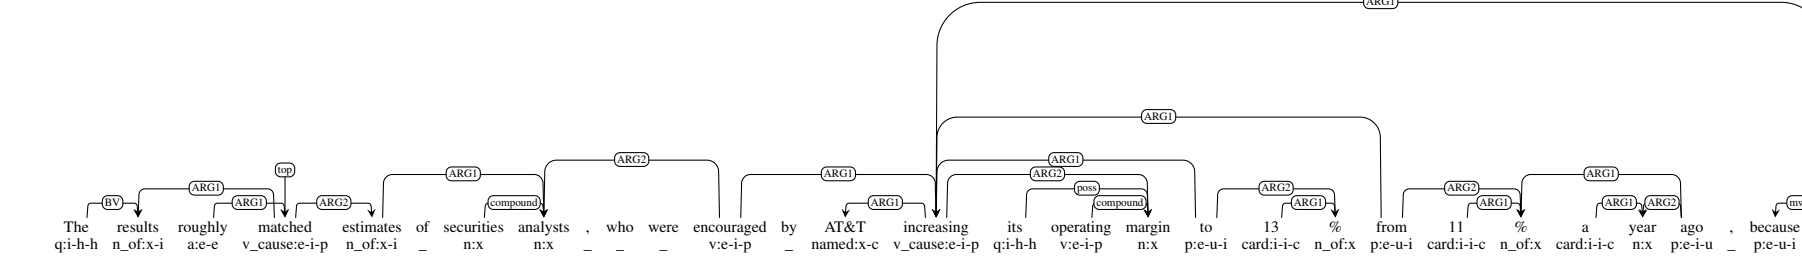 ARG1
ARG1
ARG2 ARG1
top ARG1 ARG1 ARG2 ARG1
ARG1 poss ARG2 ARG2 ARG1
BV ARG1 ARG2 compound ARG1 compound ARG1 ARG1 ARG1 ARG2
The results roughly matched estimates of securities analysts , who were encouraged by AT&T increasing its operating margin to 13 % from 11 % a year ago , because
q:i-h-h n_of:x-i a:e-e v_cause:e-i-p n_of:x-i _ n:x n:x _ _ _ v:e-i-p _ named:x-c v_cause:e-i-p q:i-h-h v:e-i-p n:x p:e-u-i card:i-i-c n_of:x p:e-u-i card:i-i-c n_of:x card:i-i-c n:x p:e-i-u _ p:e-u-i